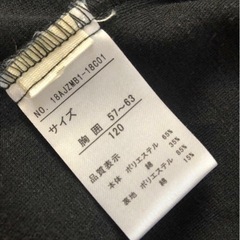 NO. 18AJZMB1-18C01
サイズ
胸囲 57～63
120
品質表示
本体 ポリエステル 65%
綿 35%
裏地 ポリエステル 85%
綿 15%